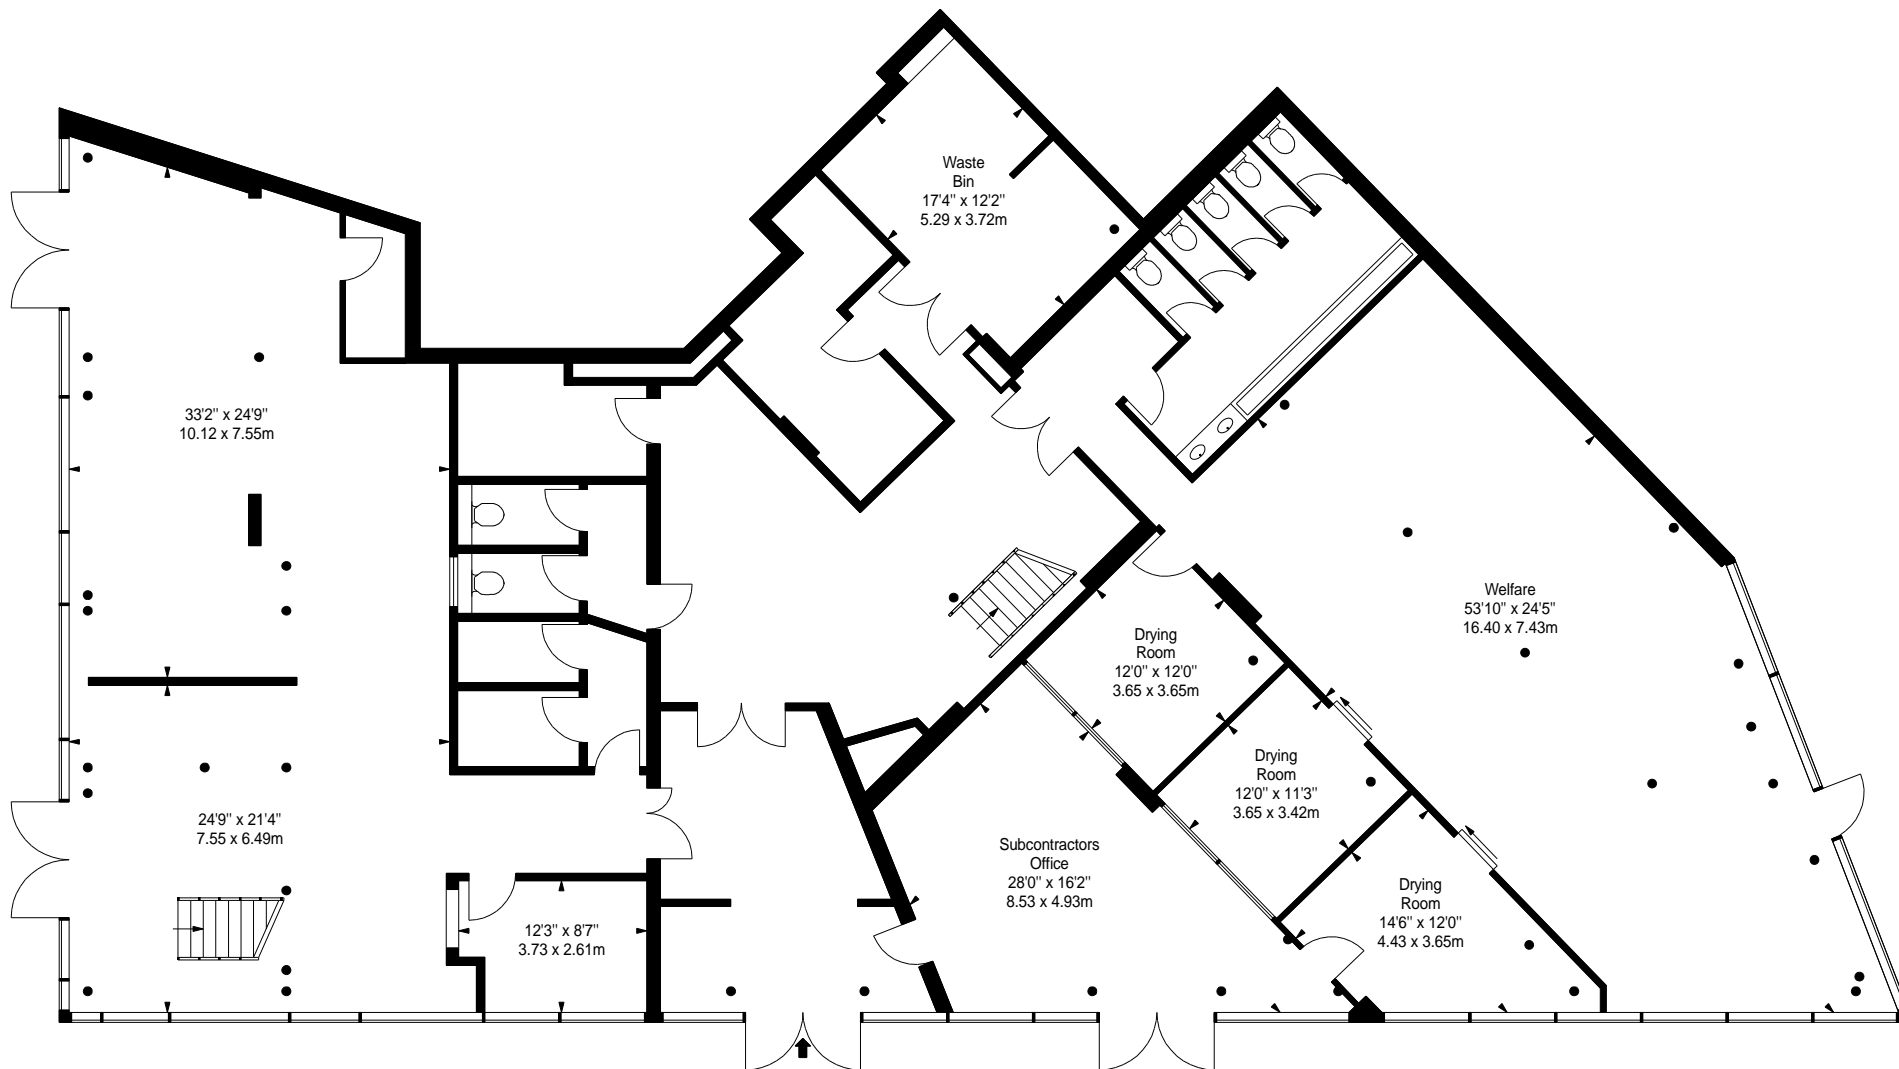 Waste
Bin
17'4" x 12'2"
5.29 x 3.72m
33'2" x 24'9"
10.12 x 7.55m
Welfare
53'10" x 24'5"
16.40 x 7.43m
Drying
Room
12'0" x 12'0"
3.65 x 3.65m
Drying
Room
12'0" x 11'3"
3.65 x 3.42m
24'9" x 21'4"
7.55 x 6.49m
Subcontractors
Office
28'0" x 16'2"
8.53 x 4.93m
Drying
Room
14'6" x 12'0"
4.43 x 3.65m
12'3" x 8'7"
3.73 x 2.61m